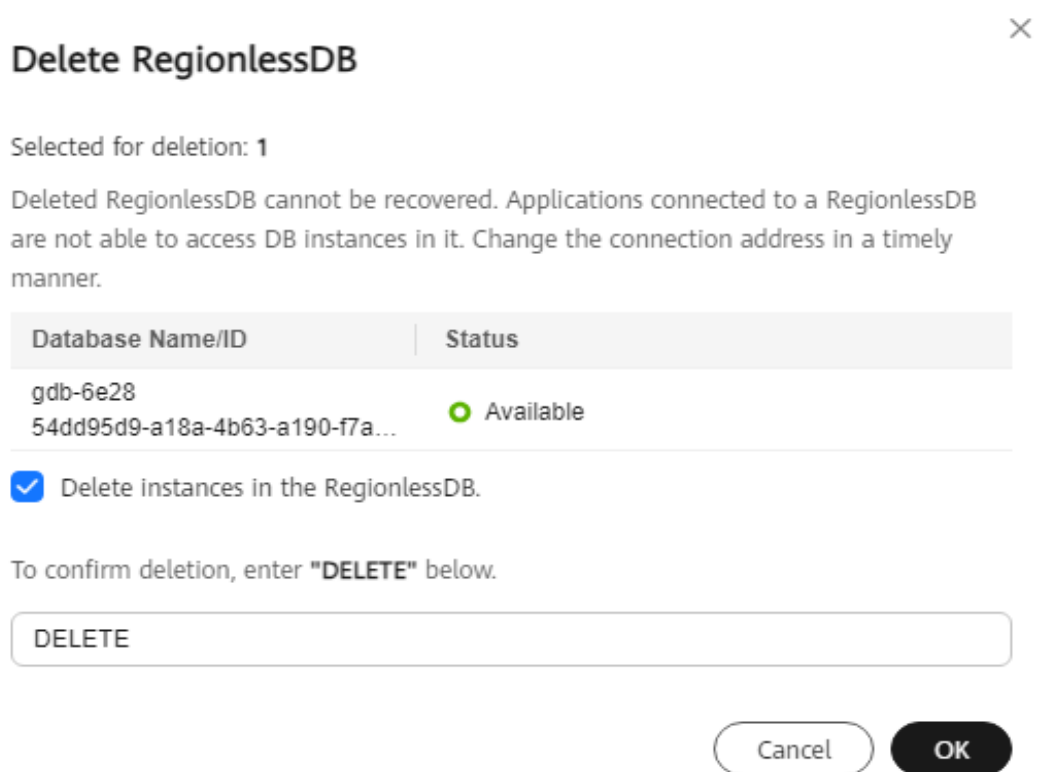 Delete RegionlessDB
Selected for deletion: 1
Deleted RegionlessDB cannot be recovered. Applications connected to a RegionlessDB
are not able to access DB instances in it. Change the connection address in a timely
manner.
Database Name/ID Status
gdb-6e28
54dd95d9-a18a-4b63-a190-f7a... Available
Delete instances in the RegionlessDB.
To confirm deletion, enter "DELETE" below.
DELETE
Cancel OK